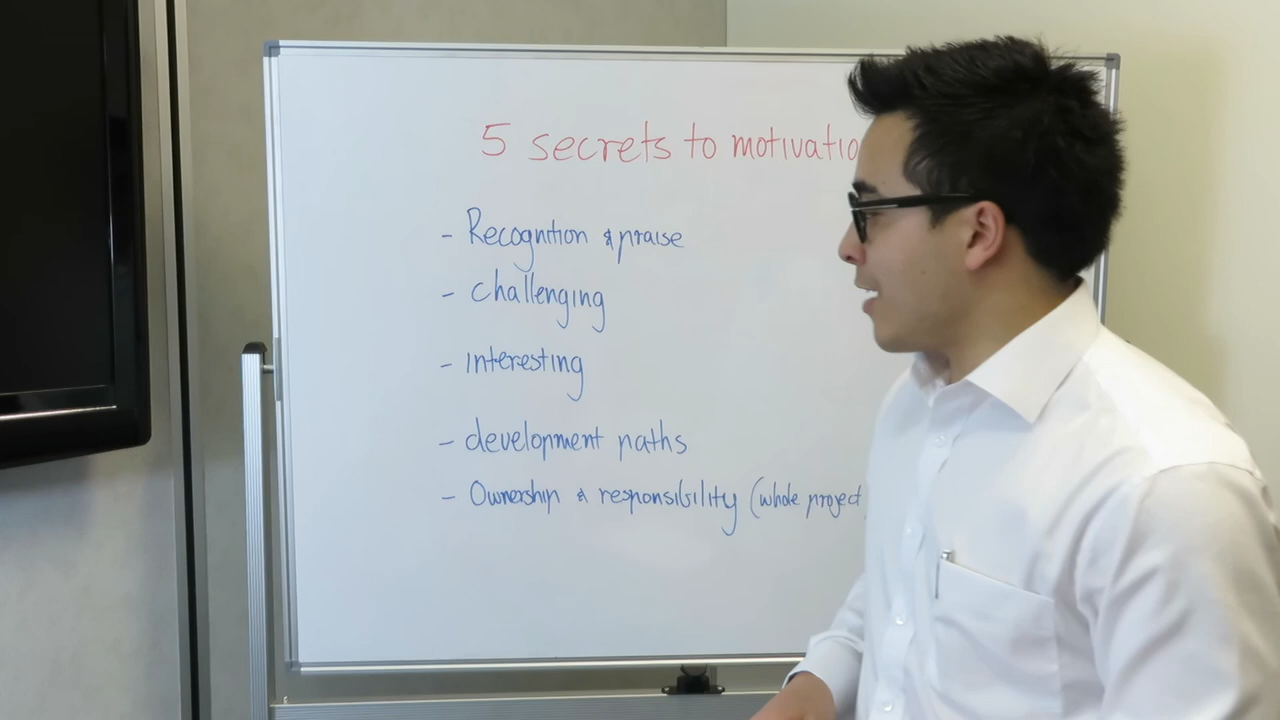 5 secrets to motivatio
- Recognition & praise
- challenging
- interesting
- development paths
- Ownership & responsibility (whole project